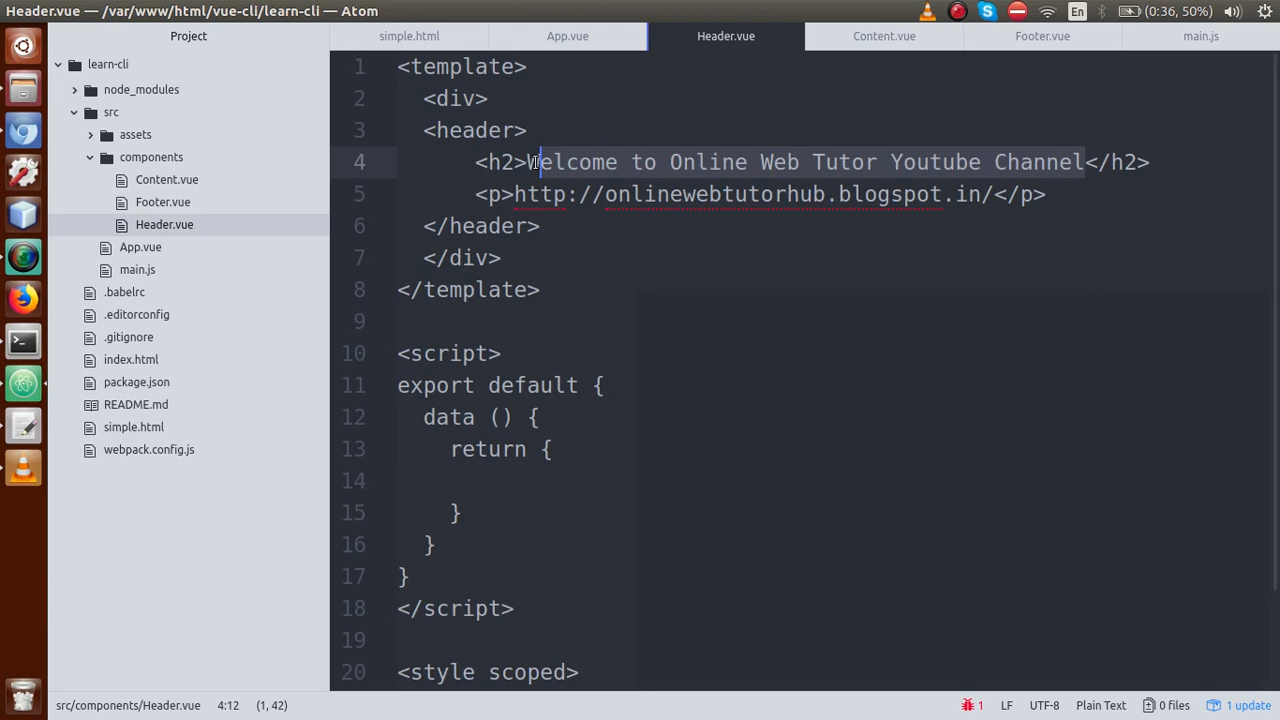 Header.vue — /var/www/html/vue-cli/learn-cli — Atom
En
(0:36, 50%)
Project
simple.html
App.vue
Header.vue
Content.vue
Footer.vue
main.js
learn-cli
node_modules
src
assets
components
Content.vue
Footer.vue
Header.vue
App.vue
main.js
.babelrc
.editorconfig
.gitignore
index.html
package.json
README.md
simple.html
webpack.config.js
1 <template>
2 <div>
3 <header>
4 <h2>Welcome to Online Web Tutor Youtube Channel</h2>
5 <p>http://onlinewebtutorhub.blogspot.in/</p>
6 </header>
7 </div>
8 </template>
9
10 <script>
11 export default {
12 data () {
13 return {
14
15 }
16 }
17 }
18 </script>
19
20 <style scoped>
src/components/Header.vue 4:12 (1, 42)
1 LF UTF-8 Plain Text 0 files 1 update